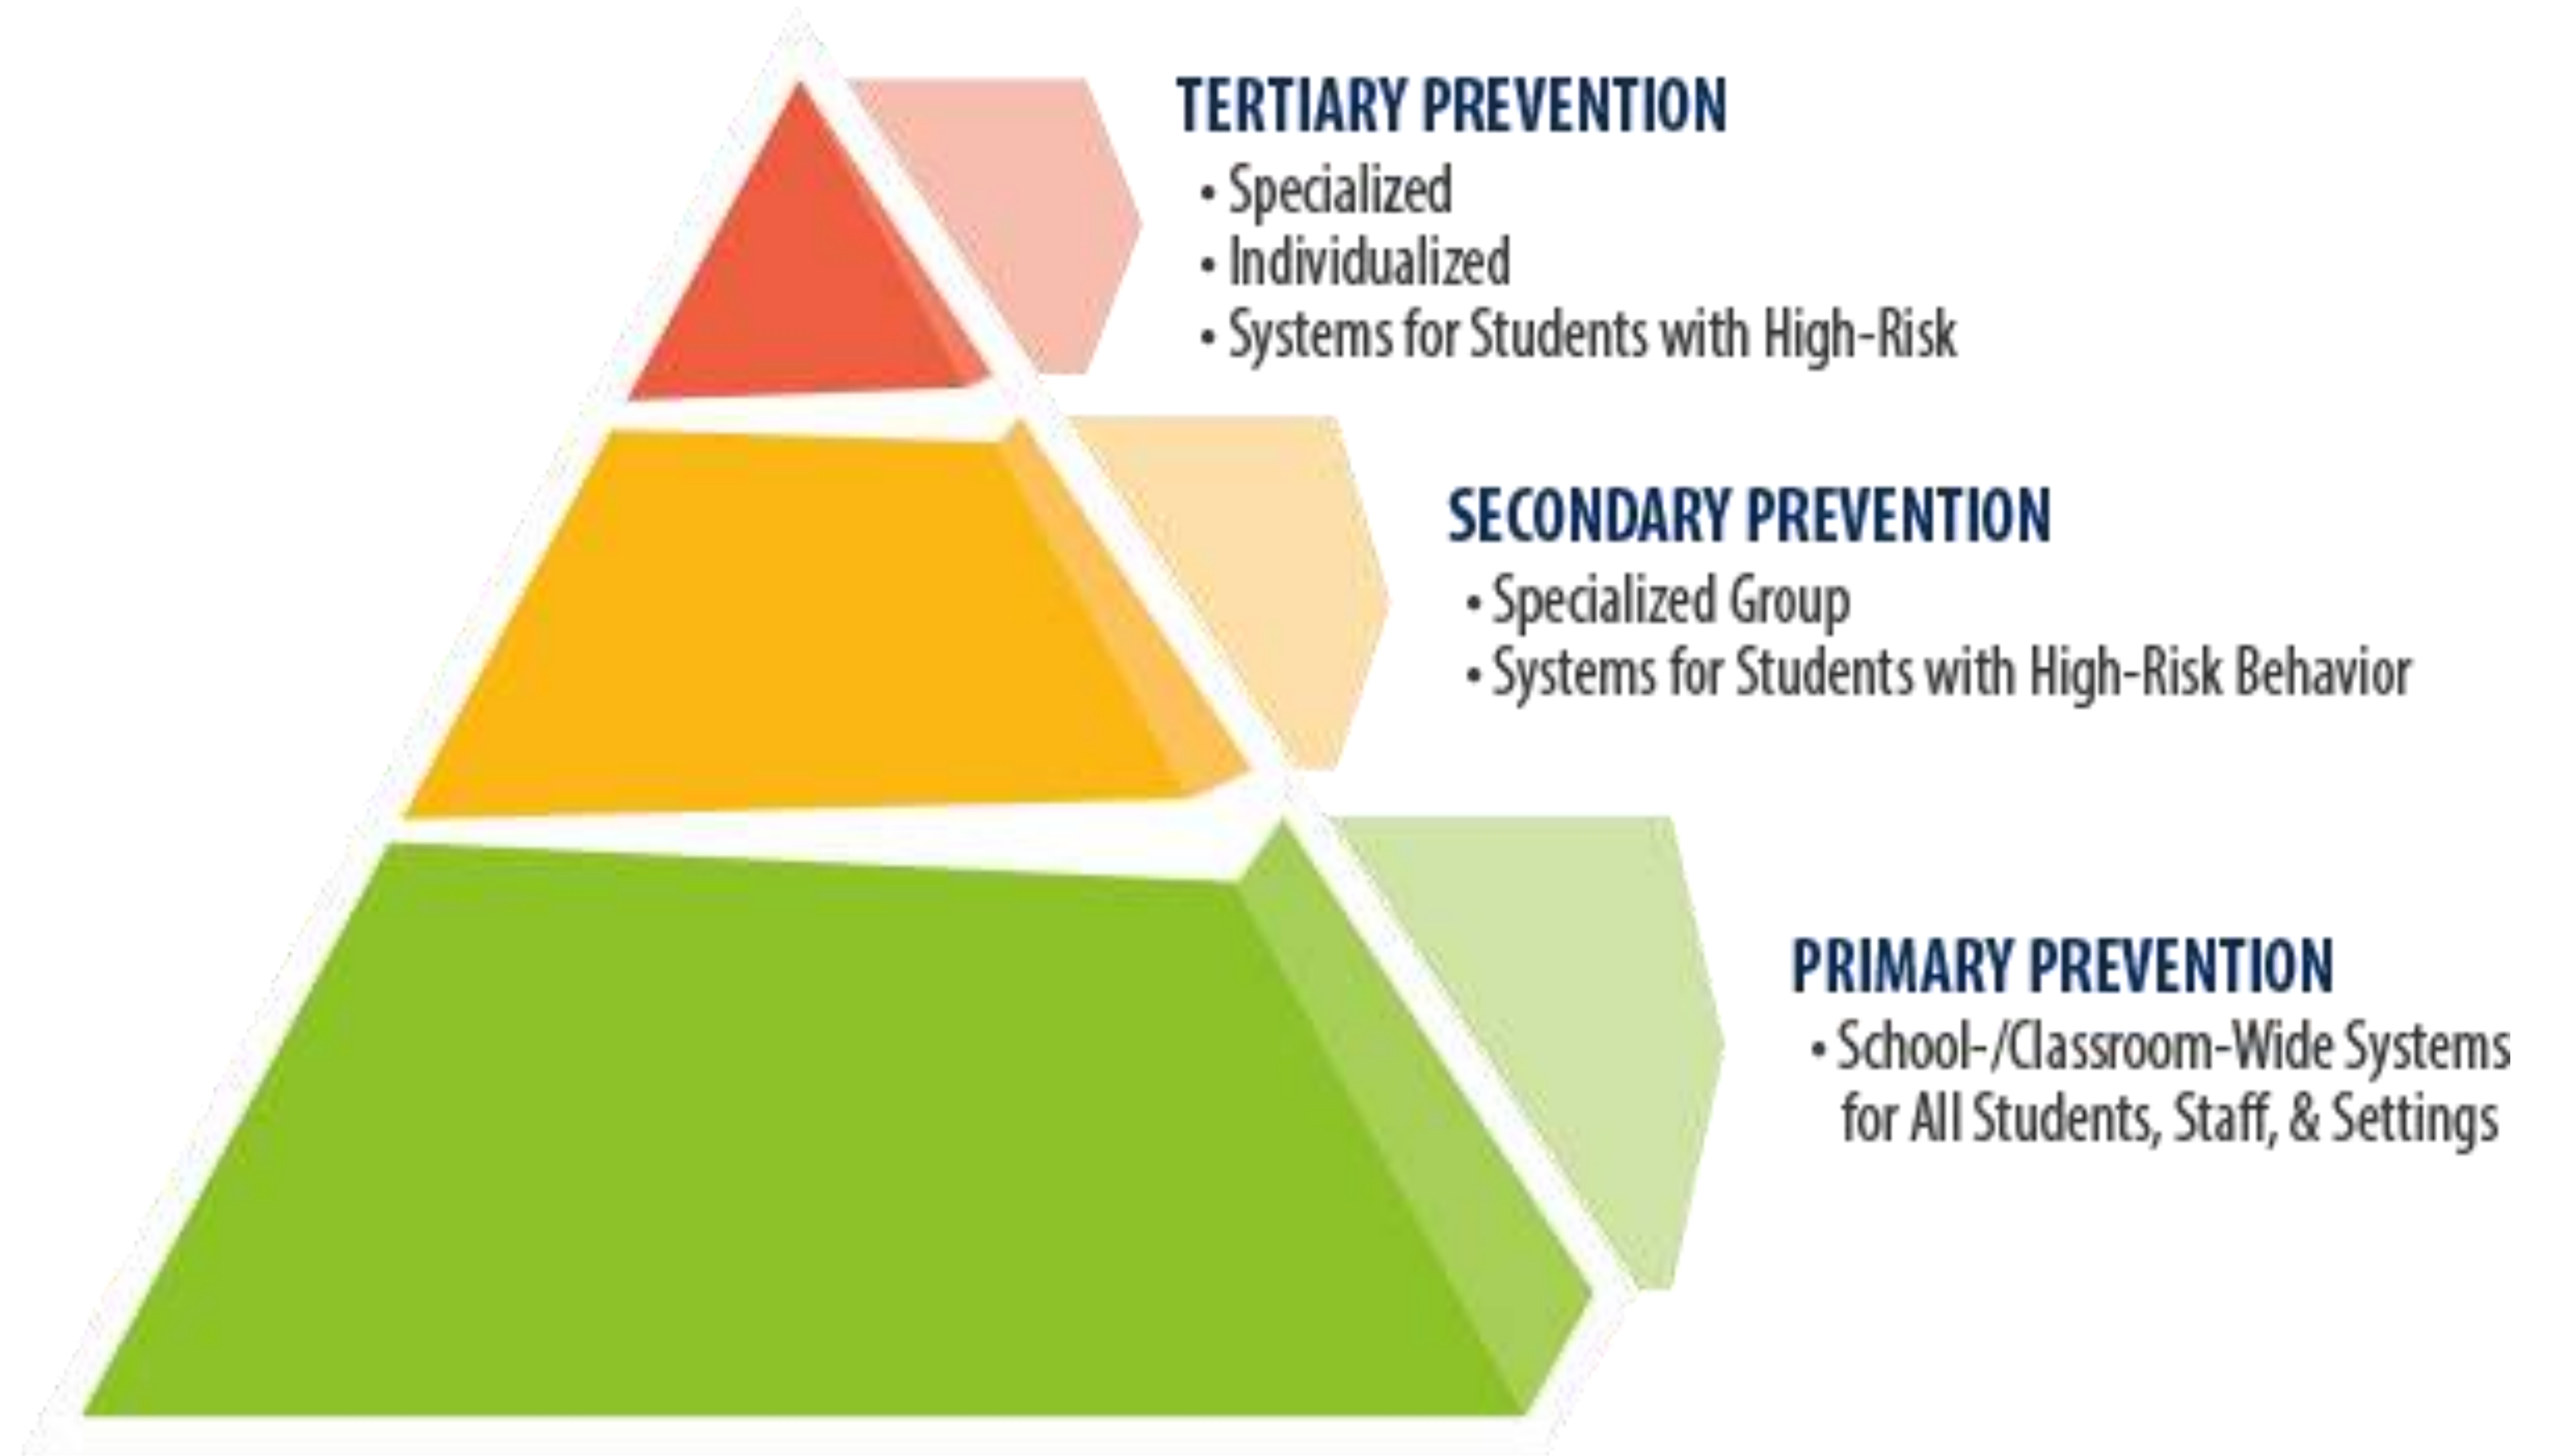 TERTIARY PREVENTION
• Specialized
• Individualized
• Systems for Students with High-Risk
SECONDARY PREVENTION
• Specialized Group
• Systems for Students with High-Risk Behavior
PRIMARY PREVENTION
• School-/Classroom-Wide Systems
for All Students, Staff, & Settings